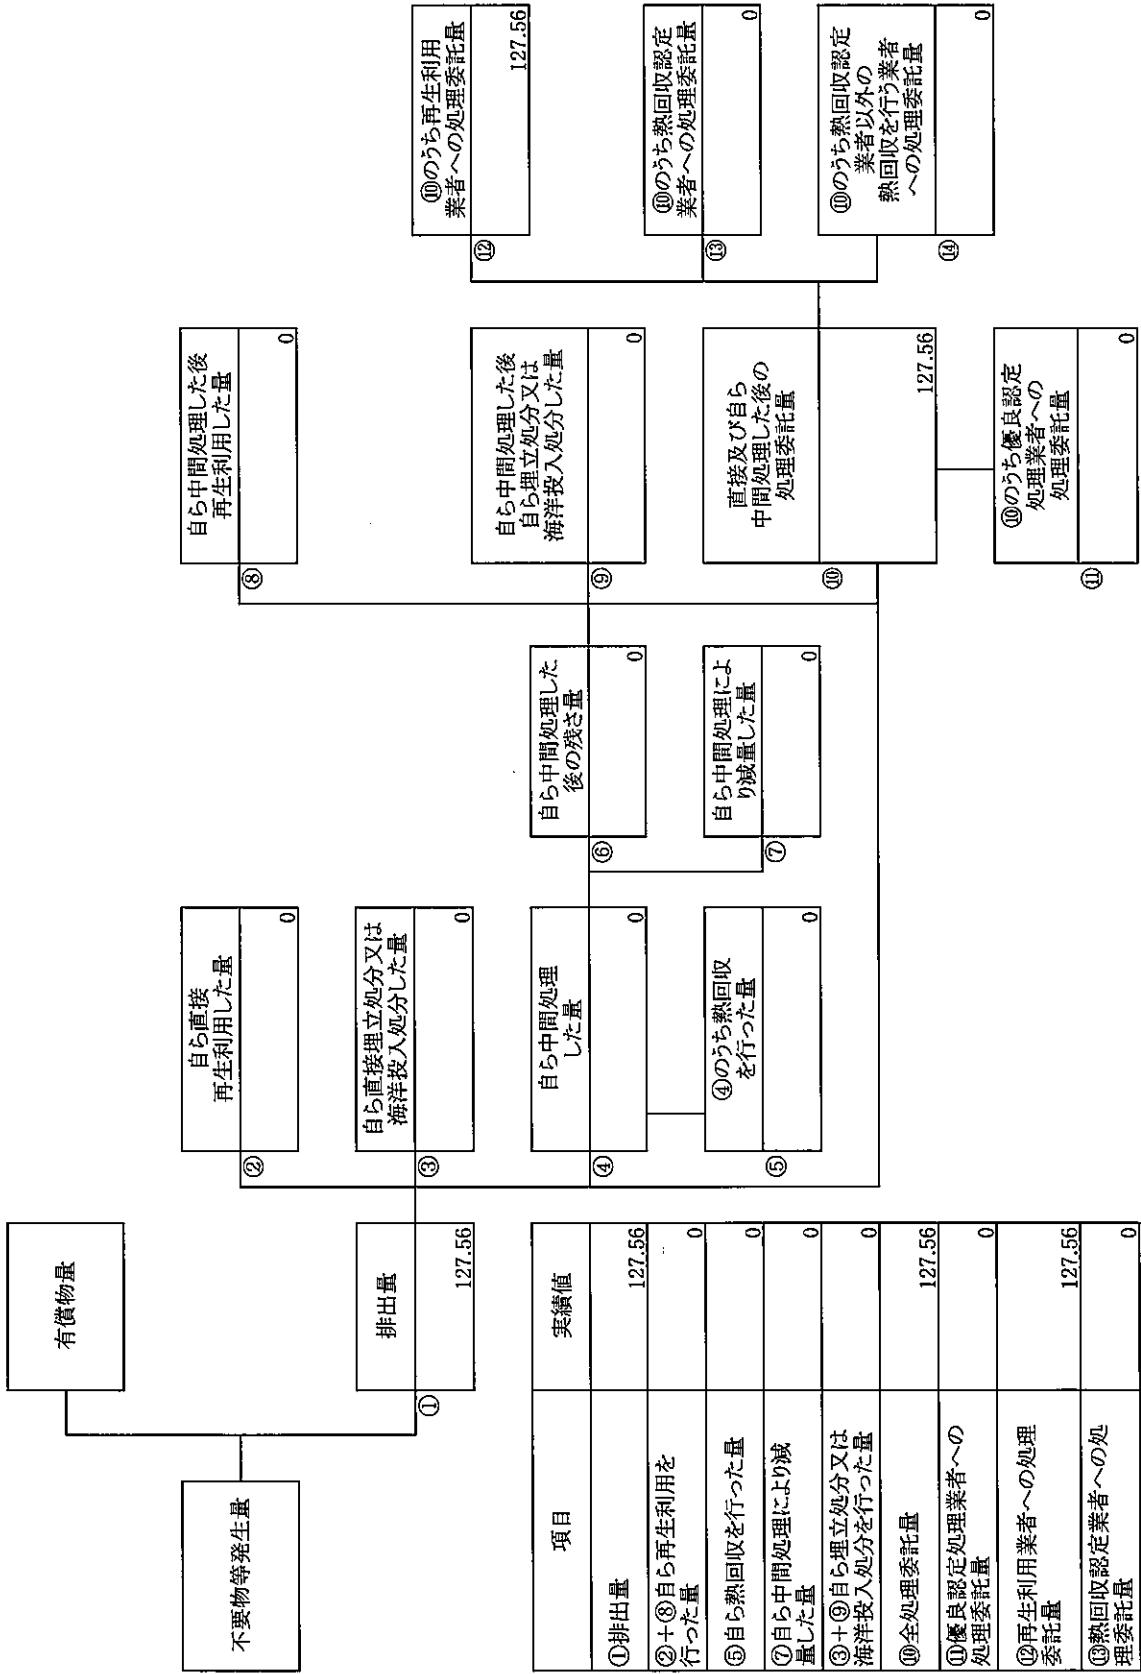 有償物量
不要物等発生量
排出量
①
127.56
自ら直接
再生利用した量
②
0
自ら直接埋立処分又は
海洋投入処分した量
③
0
自ら中間処理
した量
④
0
④のうち熱回収
を行った量
⑤
0
自ら中間処理した
後の残さ量
⑥
0
自ら中間処理によ
り減量した量
⑦
0
自ら中間処理した後
再生利用した量
⑧
0
自ら中間処理した後
自ら埋立処分又は
海洋投入処分した量
⑨
0
直接及び自ら
中間処理した後の
処理委託量
⑩
127.56
⑩のうち優良認定
処理業者への
処理委託量
⑪
0
⑩のうち再生利用
業者への処理委託量
⑫
127.56
⑩のうち熱回収認定
業者への処理委託量
⑬
0
⑩のうち熱回収認定
業者以外の
熱回収を行う業者
への処理委託量
⑭
0
項目 実績値
①排出量 127.56
②+⑧自ら再生利用を
行った量 0
⑤自ら熱回収を行った量 0
⑦自ら中間処理により減
量した量 0
③+⑨自ら埋立処分又は
海洋投入処分を行った量 0
⑩全処理委託量 127.56
⑪優良認定処理業者への
処理委託量 0
⑫再生利用業者への処理
委託量 127.56
⑬熱回収認定業者への処
理委託量 0